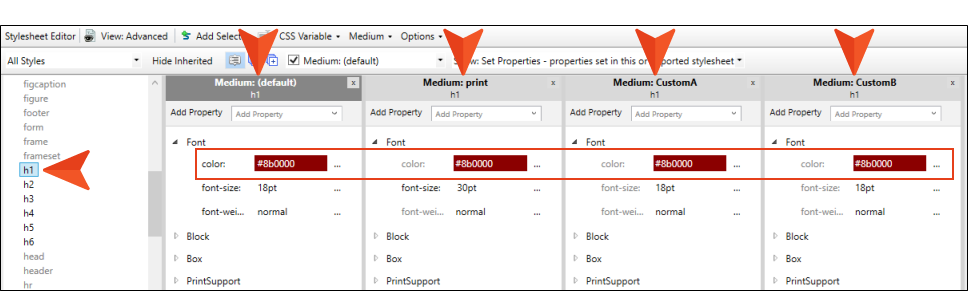 Stylesheet Editor View: Advanced Add Select CSS Variable Medium Options
All Styles Hide Inherited Medium: (default) Set Properties - properties set in this or ported stylesheet
Medium: (default) x Medium: print x Medium: CustomA x Medium: CustomB x
h1 h1 h1 h1
Add Property Add Property Add Property Add Property Add Property Add Property Add Property Add Property
figcaption
figure
footer
form
frame
frameset
h1
h2
h3
h4
h5
h6
head
header
hr
Font Font Font Font
color: #8b0000 ... color: #8b0000 ... color: #8b0000 ... color: #8b0000 ...
font-size: 18pt ... font-size: 30pt ... font-size: 18pt ... font-size: 18pt ...
font-wei... normal ... font-wei... normal ... font-wei... normal ... font-wei... normal ...
Block Block Block Block
Box Box Box Box
PrintSupport PrintSupport PrintSupport PrintSupport